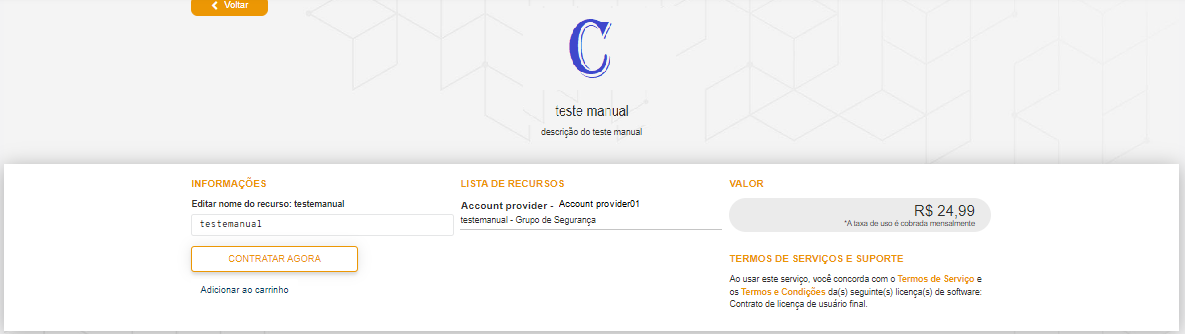 Voltar
C
teste manual
descrição do teste manual
INFORMAÇÕES
Editar nome do recurso: testemanual
testemanual
CONTRATAR AGORA
Adicionar ao carrinho
LISTA DE RECURSOS
Account provider - Account provider01
testemanual - Grupo de Segurança
VALOR
R$ 24,99
*A taxa de uso é cobrada mensalmente
TERMOS DE SERVIÇOS E SUPORTE
Ao usar este serviço, você concorda com o Termos de Serviço e
os Termos e Condições da(s) seguinte(s) licença(s) de software:
Contrato de licença de usuário final.